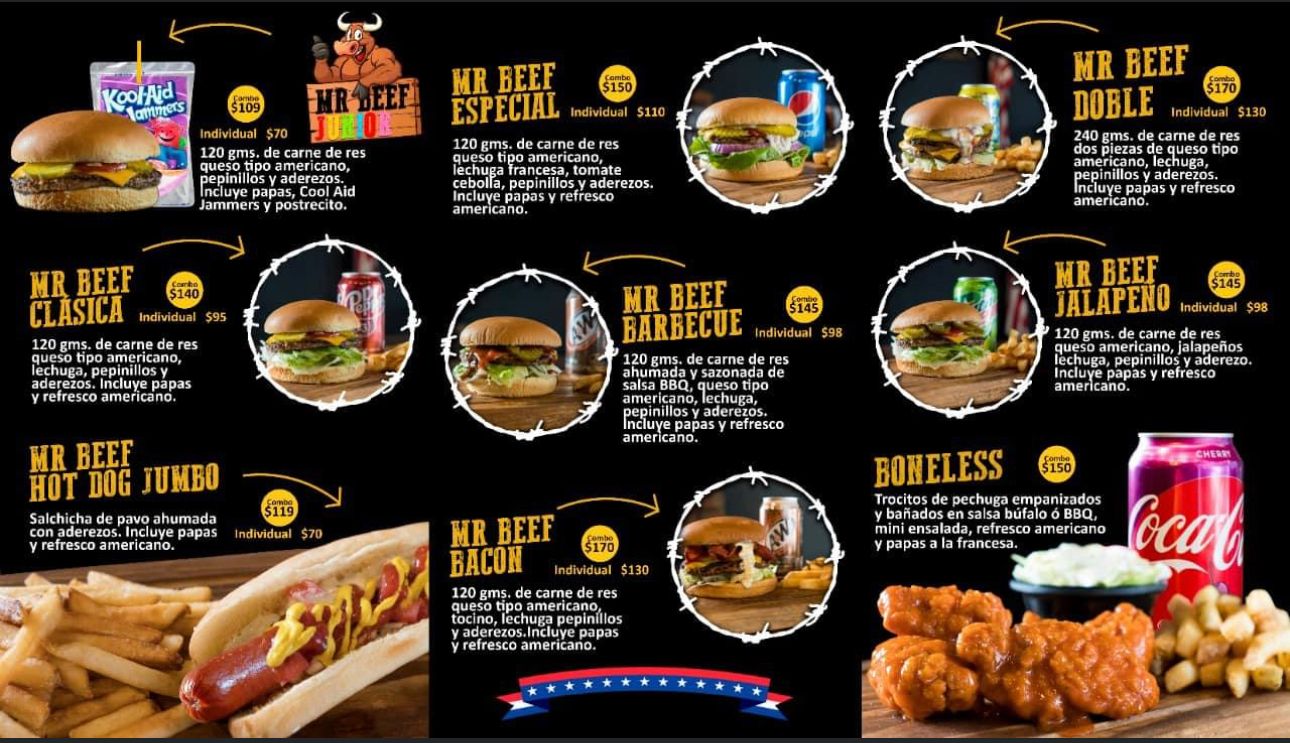 Kool-Aid
Jammers
MR BEEF
JUNIOR
Combo
$109
Individual $70
120 gms. de carne de res
queso tipo americano,
pepinillos y aderezos.
Incluye papas, Cool Aid
Jammers y postrecito.
MR BEEF
ESPECIAL
Combo
$150
Individual $110
120 gms. de carne de res
queso tipo americano,
lechuga francesa, tomate
cebolla, pepinillos y aderezos.
Incluye papas y refresco
americano.
pepsi
MR BEEF
DOBLE
Combo
$170
Individual $130
240 gms. de carne de res
dos piezas de queso tipo
americano, lechuga,
pepinillos y aderezos.
Incluye papas y refresco
americano.
MR BEEF
CLÁSICA
Combo
$140
Individual $95
120 gms. de carne de res
queso tipo americano,
lechuga, pepinillos y
aderezos. Incluye papas
y refresco americano.
MR BEEF
BARBECUE
Combo
$145
Individual $98
120 gms. de carne de res
ahumada y sazonada de
salsa BBQ, queso tipo
americano, lechuga,
pepinillos y aderezos.
Incluye papas y refresco
americano.
A&W
MR BEEF
JALAPEÑO
Combo
$145
Individual $98
120 gms. de carne de res
queso americano, jalapeños
lechuga, pepinillos y aderezo.
Incluye papas y refresco
americano.
MR BEEF
HOT DOG JUMBO
Combo
$119
Individual $70
Salchicha de pavo ahumada
con aderezos. Incluye papas
y refresco americano.
MR BEEF
BACON
Combo
$170
Individual $130
120 gms. de carne de res
queso tipo americano,
tocino, lechuga pepinillos
y aderezos.Incluye papas
y refresco americano.
A&W
BONELESS
Combo
$150
Trocitos de pechuga empanizados
y bañados en salsa búfalo ó BBQ,
mini ensalada, refresco americano
y papas a la francesa.
CHERRY
Coca-C